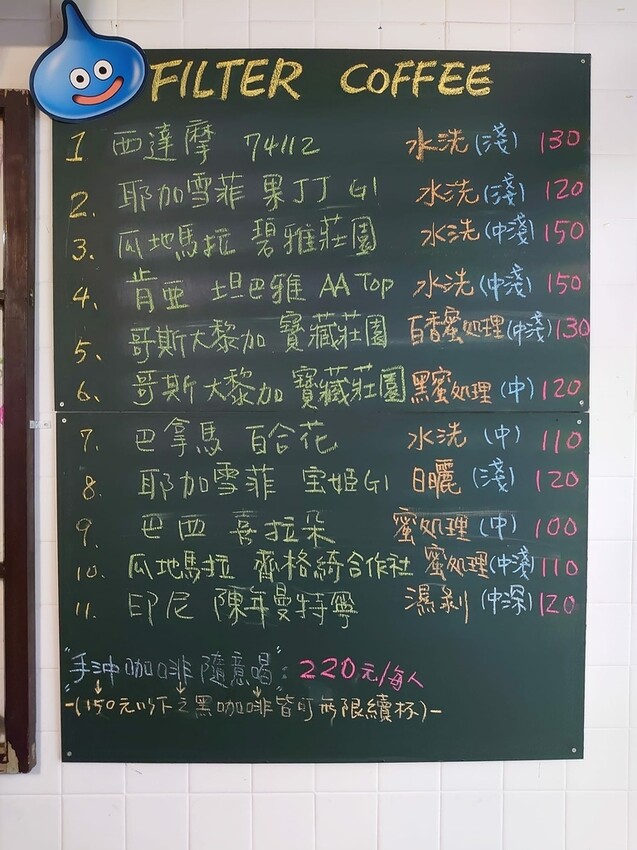 FILTER COFFEE
1 西達摩 74112 水洗(淺) 130
2. 耶加雪菲 果丁丁 G1 水洗(淺) 120
3. 瓜地馬拉 碧雅莊園 水洗(中淺) 150
4. 肯亞 坦巴雅 AA Top 水洗(中淺) 150
5. 哥斯大黎加 寶藏莊園 百香蜜処理(中淺) 130
6. 哥斯大黎加 寶藏莊園 黑蜜処理(中) 120
7. 巴拿馬 百合花 水洗(中) 110
8. 耶加雪菲 宝姫G1 日曬(淺) 120
9. 巴西 喜拉朵 蜜処理(中) 100
10. 瓜地馬拉 齊格綺合作社 蜜処理(中淺) 110
11. 印尼 陳年曼特寧 濕剝(中深) 120
"手沖咖啡隨意喝": 220元/每人
-(150元以下之黑咖啡皆可無限續杯)-